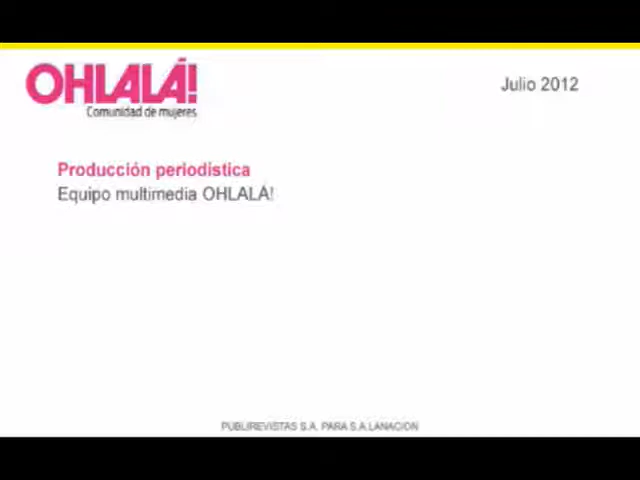 OHLALÁ!
Comunidad de mujeres
Julio 2012
Producción periodística
Equipo multimedia OHLALÁ!
PUBLIREVISTAS S.A. PARA S.A.LANACION